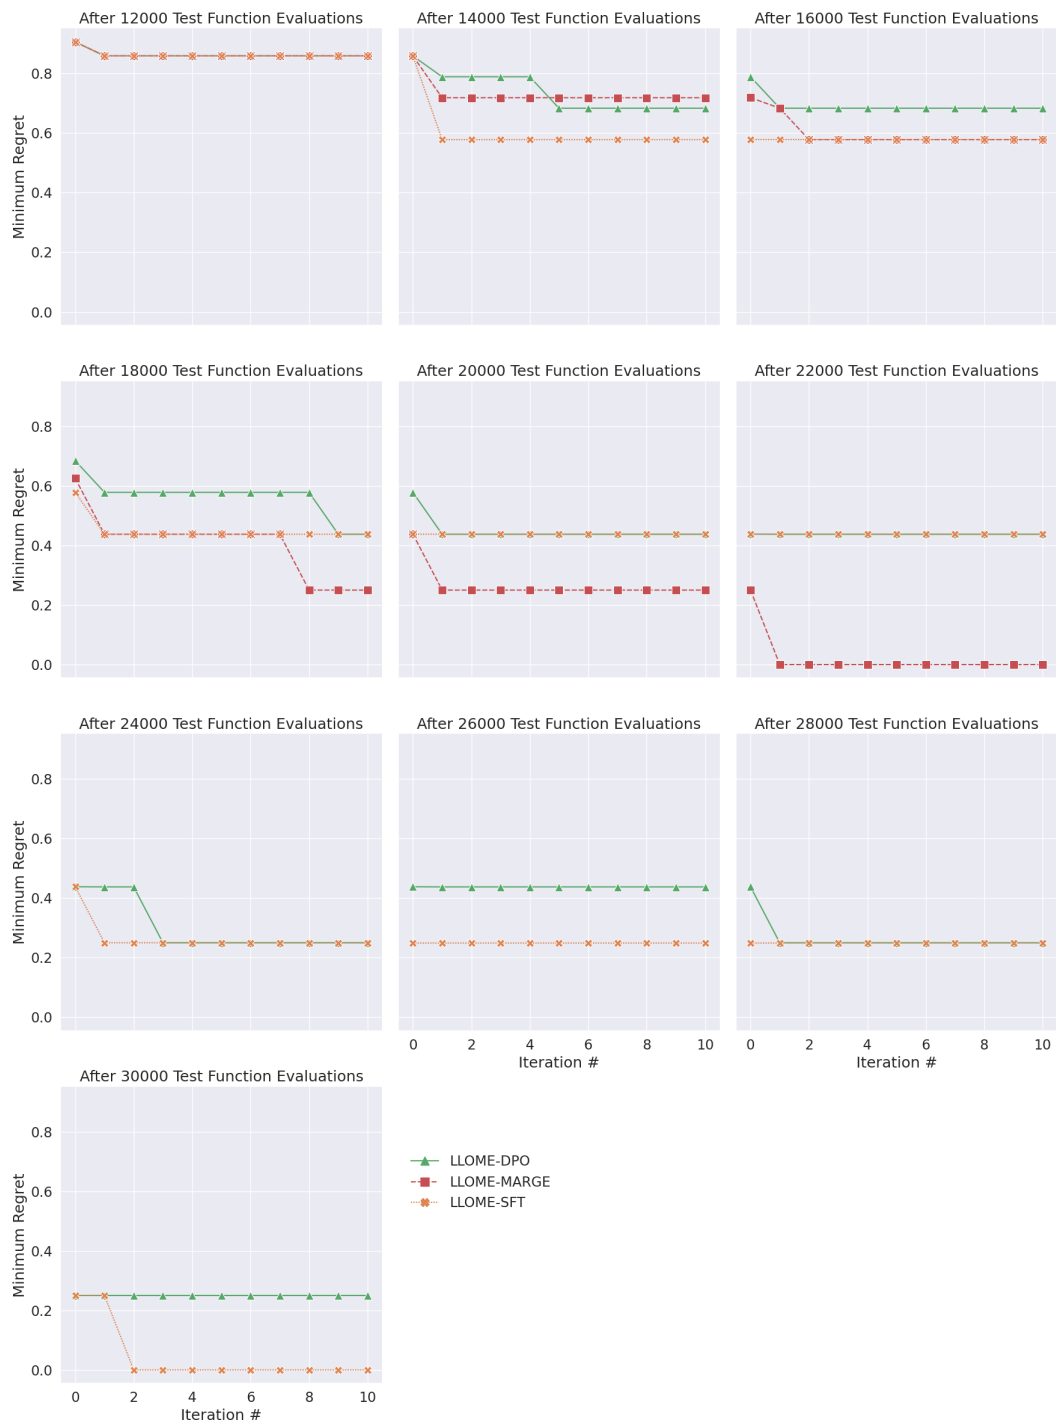 After 12000 Test Function Evaluations
After 14000 Test Function Evaluations
After 16000 Test Function Evaluations
Minimum Regret
0.8
0.6
0.4
0.2
0.0
After 18000 Test Function Evaluations
After 20000 Test Function Evaluations
After 22000 Test Function Evaluations
Minimum Regret
0.8
0.6
0.4
0.2
0.0
After 24000 Test Function Evaluations
After 26000 Test Function Evaluations
After 28000 Test Function Evaluations
Minimum Regret
0.8
0.6
0.4
0.2
0.0
0 2 4 6 8 10
Iteration #
0 2 4 6 8 10
Iteration #
After 30000 Test Function Evaluations
Minimum Regret
0.8
0.6
0.4
0.2
0.0
0 2 4 6 8 10
Iteration #
LLOME-DPO
LLOME-MARGE
LLOME-SFT